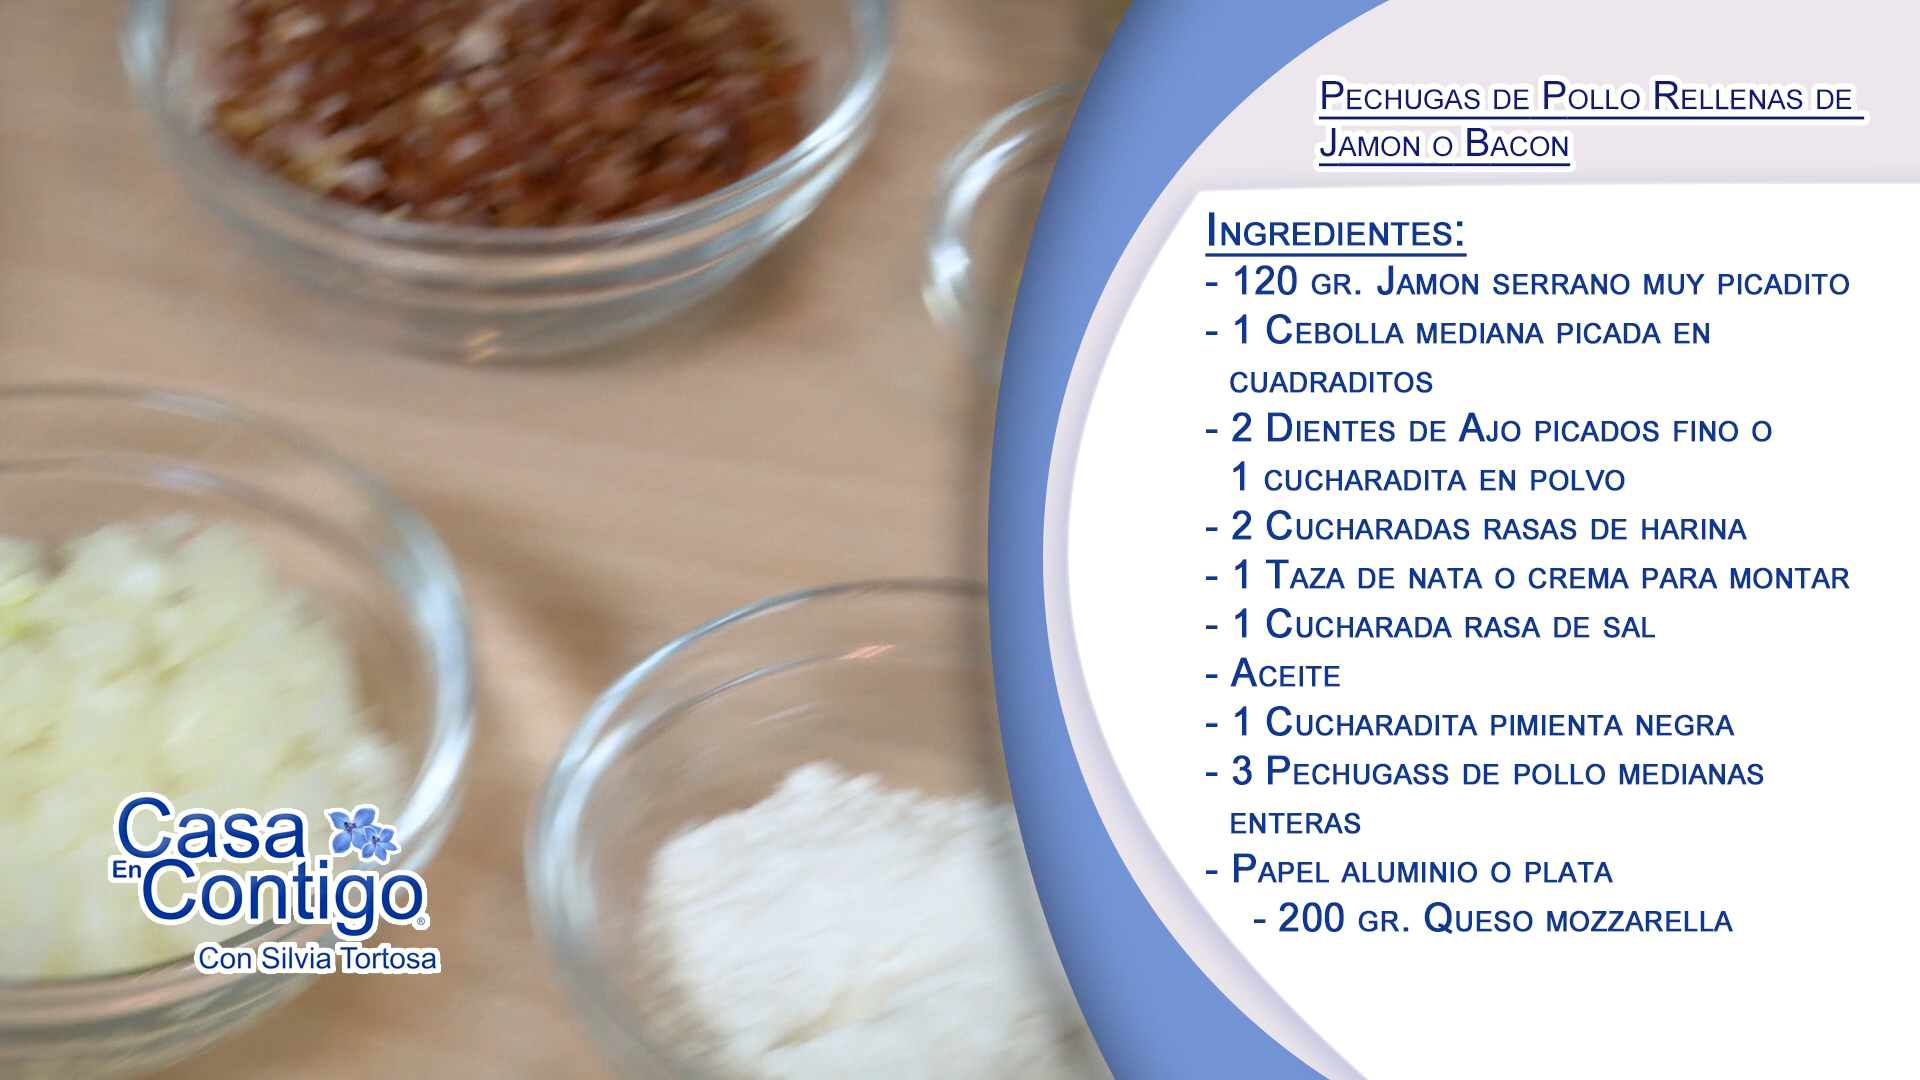 Pechugas de Pollo Rellenas de
Jamon o Bacon
Ingredientes:
- 120 gr. Jamon serrano muy picadito
- 1 Cebolla mediana picada en
cuadraditos
- 2 Dientes de Ajo picados fino o
1 cucharadita en polvo
- 2 Cucharadas rasas de harina
- 1 Taza de nata o crema para montar
- 1 Cucharada rasa de sal
- Aceite
- 1 Cucharadita pimienta negra
- 3 Pechugass de pollo medianas
enteras
- Papel aluminio o plata
- 200 gr. Queso mozzarella
Casa
En Contigo®
Con Silvia Tortosa